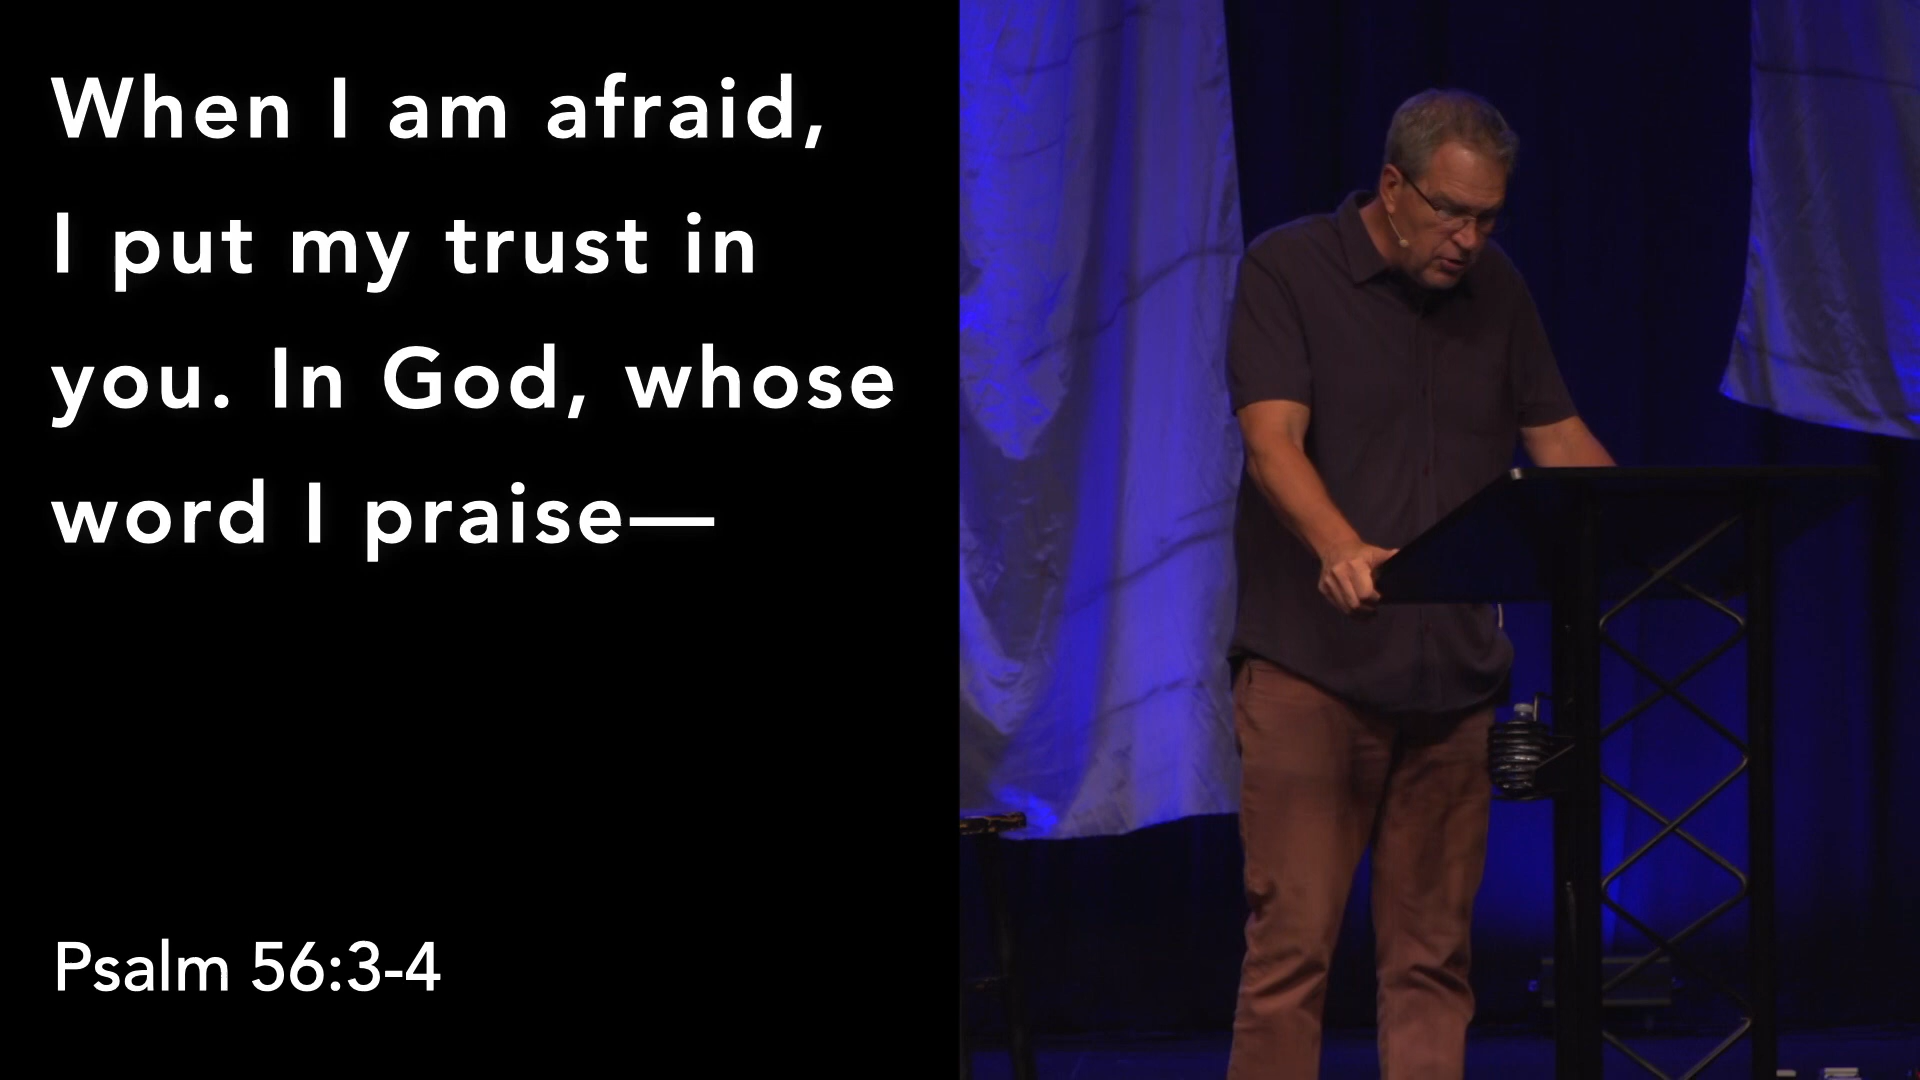 When I am afraid,
I put my trust in
you. In God, whose
word I praise—
Psalm 56:3-4